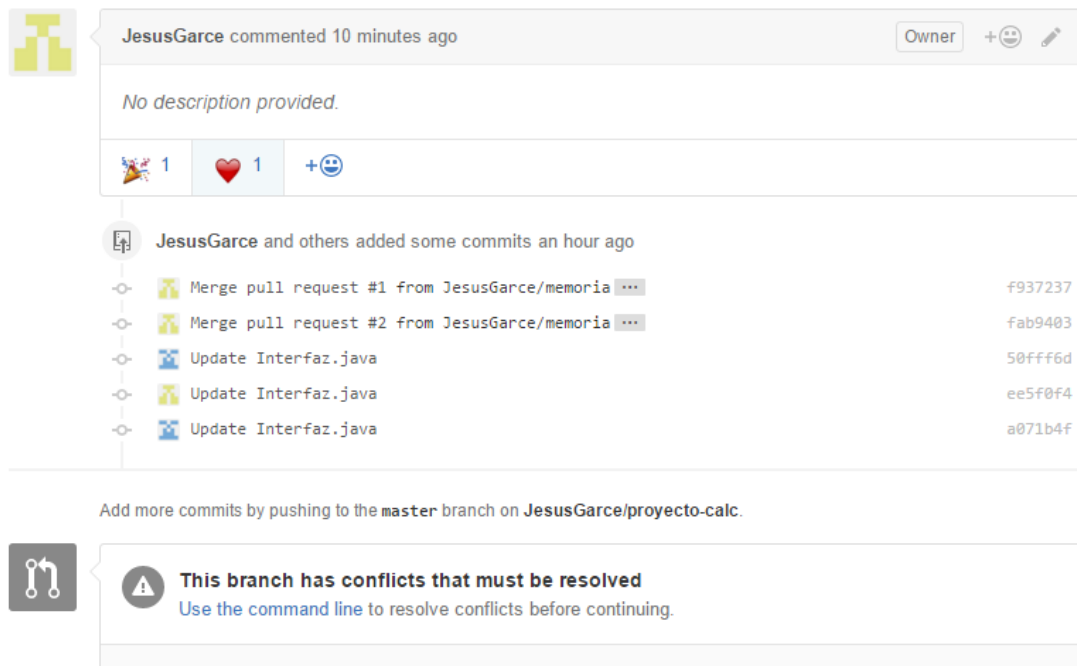 JesusGarce commented 10 minutes ago Owner
No description provided.
1 1
JesusGarce and others added some commits an hour ago
Merge pull request #1 from JesusGarce/memoria ... f937237
Merge pull request #2 from JesusGarce/memoria ... fab9403
Update Interfaz.java 50fff6d
Update Interfaz.java ee5f0f4
Update Interfaz.java a071b4f
Add more commits by pushing to the master branch on JesusGarce/proyecto-calc.
This branch has conflicts that must be resolved
Use the command line to resolve conflicts before continuing.